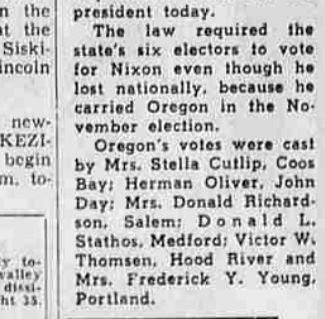 n the
at the
Siski-
incoln
new-
KEZI-
begin
m. to-
y to-
valley
dissi-
ht 35.
president today.
The law required the
state's six electors to vote
for Nixon even though he
lost nationally, because he
carried Oregon in the No-
vember election.
Oregon's votes were cast
by Mrs. Stella Cutlip, Coos
Bay; Herman Oliver, John
Day; Mrs. Donald Richard-
son, Salem; Donald L.
Stathos, Medford; Victor W.
Thomsen, Hood River and
Mrs. Frederick Y. Young,
Portland.